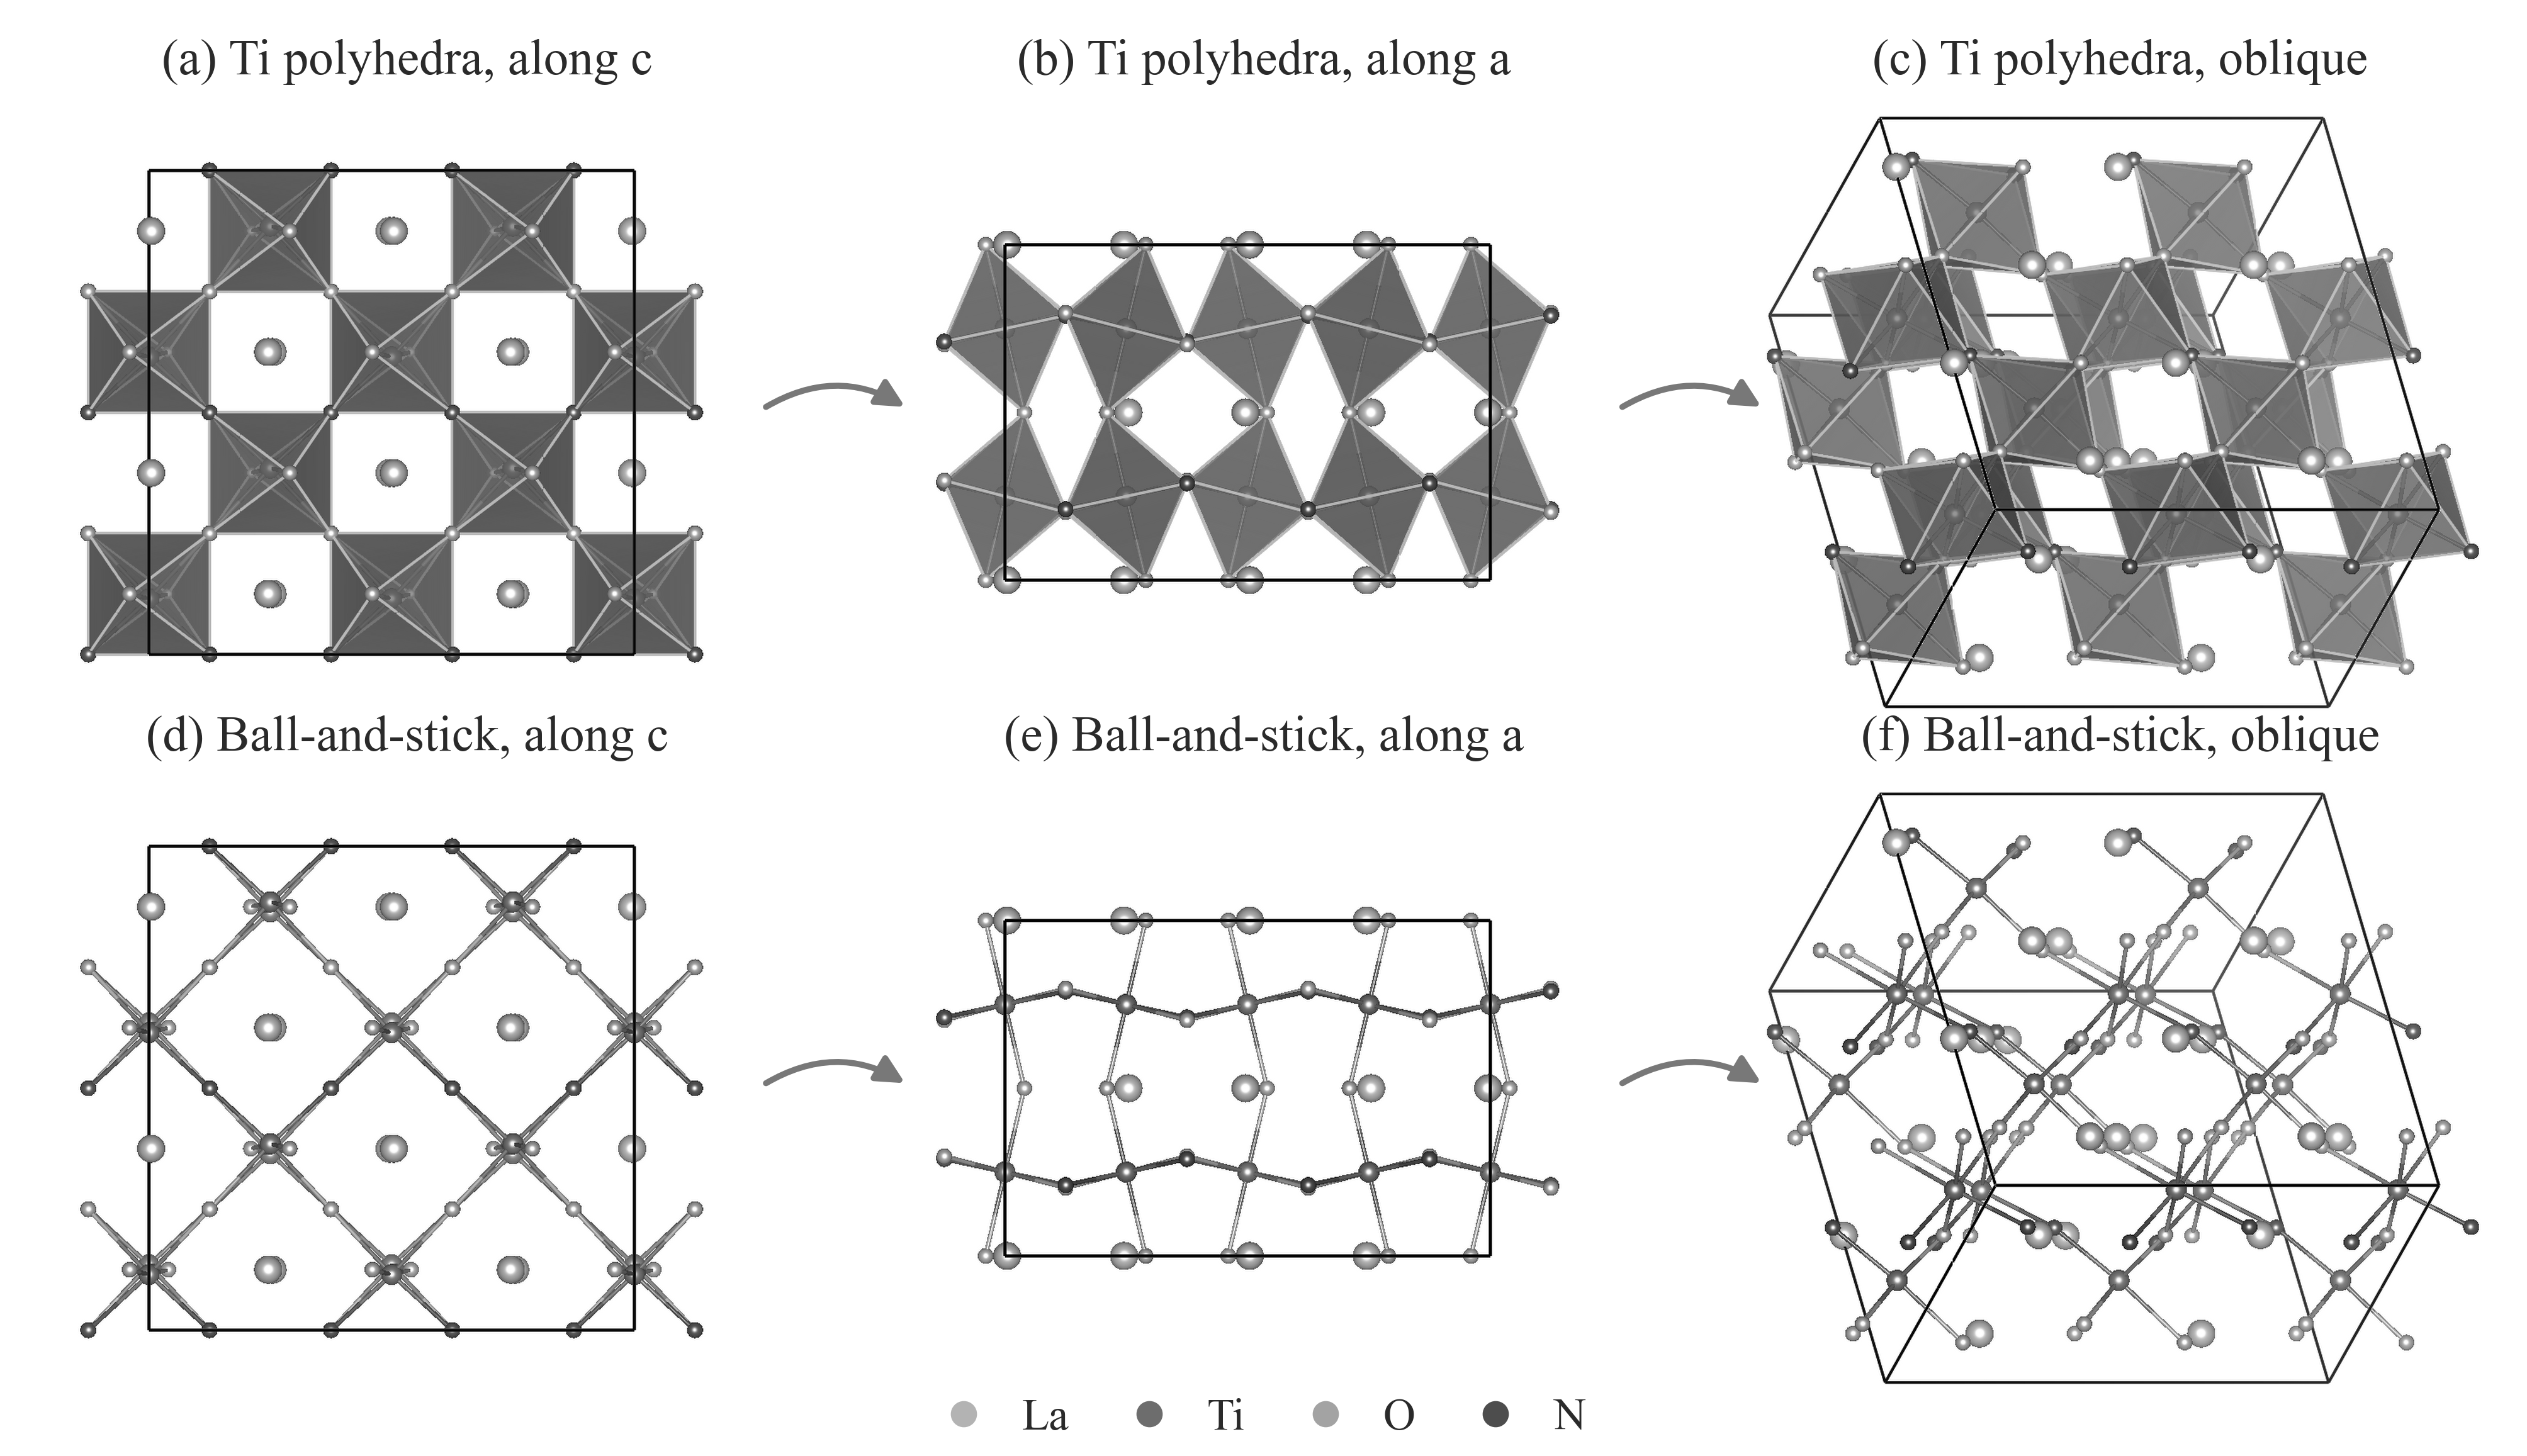 (a) Ti polyhedra, along c
(b) Ti polyhedra, along a
(c) Ti polyhedra, oblique
(d) Ball-and-stick, along c
(e) Ball-and-stick, along a
(f) Ball-and-stick, oblique
La Ti O N